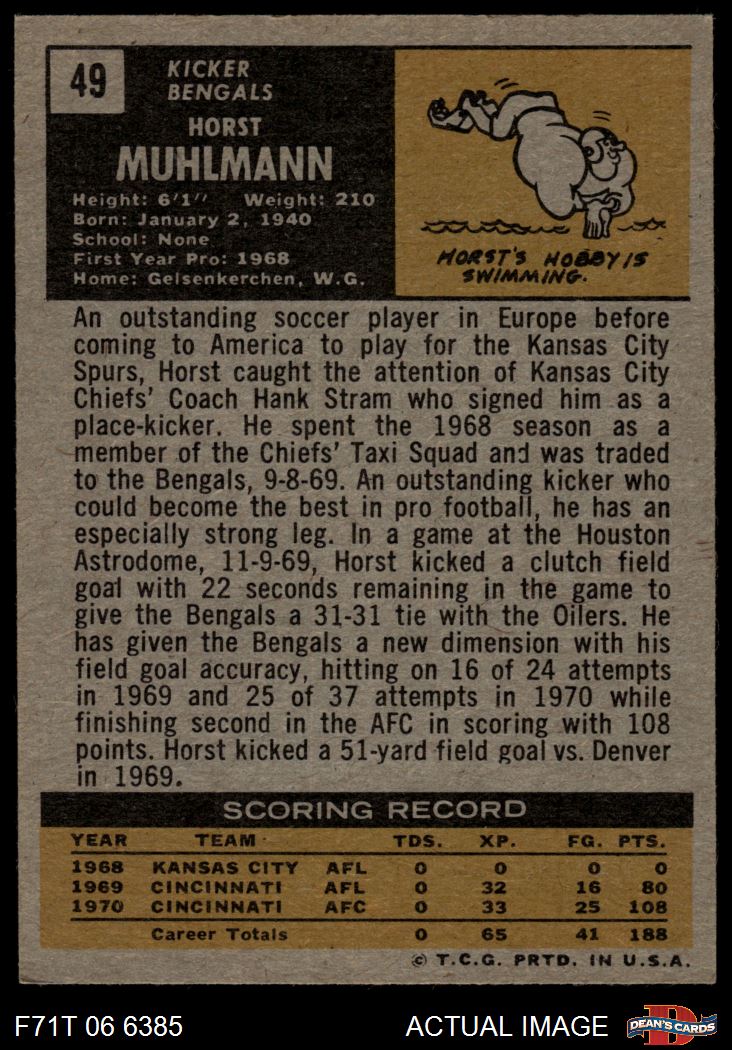 49
KICKER
BENGALS
HORST
MUHLMANN
Height: 6'1" Weight: 210
Born: January 2, 1940
School: None
First Year Pro: 1968
Home: Gelsenkerchen, W.G.
HORST'S HOBBY IS
SWIMMING.
An outstanding soccer player in Europe before
coming to America to play for the Kansas City
Spurs, Horst caught the attention of Kansas City
Chiefs' Coach Hank Stram who signed him as a
place-kicker. He spent the 1968 season as a
member of the Chiefs' Taxi Squad and was traded
to the Bengals, 9-8-69. An outstanding kicker who
could become the best in pro football, he has an
especially strong leg. In a game at the Houston
Astrodome, 11-9-69, Horst kicked a clutch field
goal with 22 seconds remaining in the game to
give the Bengals a 31-31 tie with the Oilers. He
has given the Bengals a new dimension with his
field goal accuracy, hitting on 16 of 24 attempts
in 1969 and 25 of 37 attempts in 1970 while
finishing second in the AFC in scoring with 108
points. Horst kicked a 51-yard field goal vs. Denver
in 1969.
SCORING RECORD
YEAR TEAM TDS. XP. FG. PTS.
1968 KANSAS CITY AFL 0 0 0 0
1969 CINCINNATI AFL 0 32 16 80
1970 CINCINNATI AFC 0 33 25 108
Career Totals 0 65 41 188
© T.C.G. PRTD. IN U.S.A.
F71T 06 6385 ACTUAL IMAGE D DEAN'S CARDS